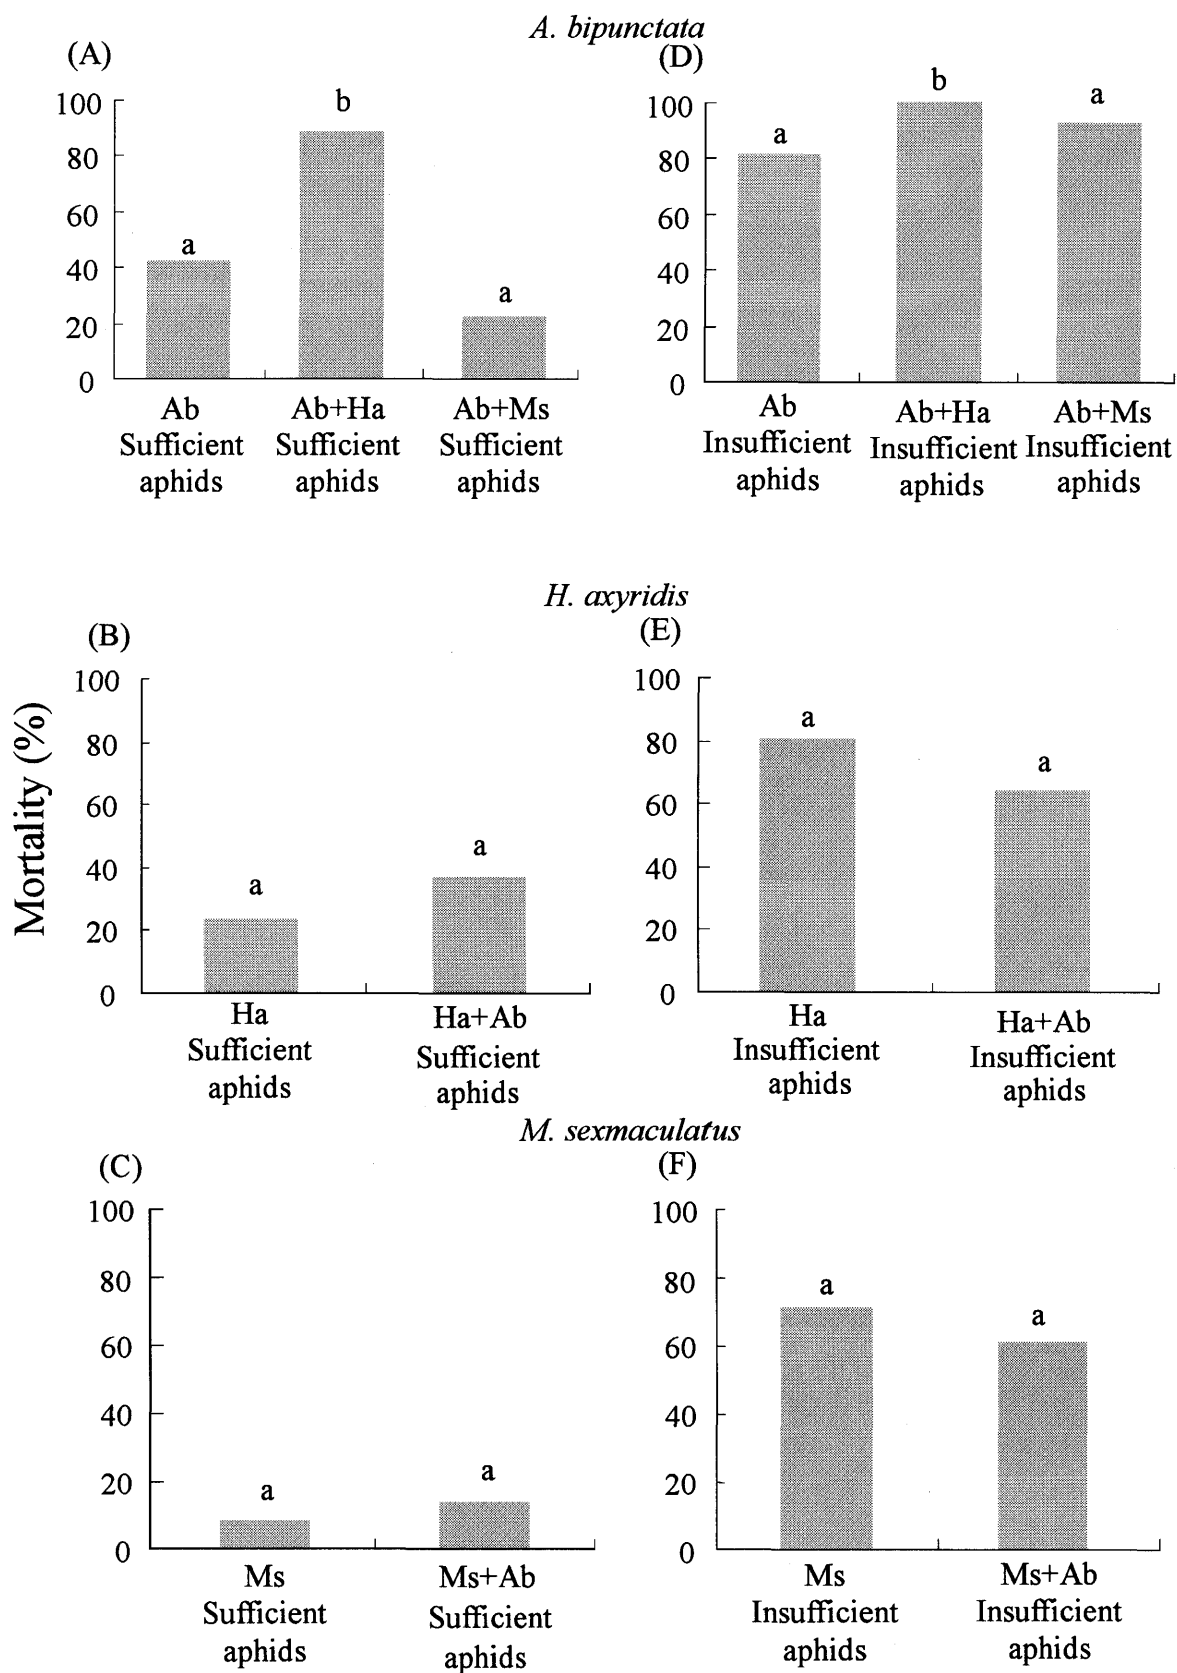 A. bipunctata
(A)
100
80
60
40
20
0
a
b
a
Ab Ab+Ha Ab+Ms
Sufficient Sufficient Sufficient
aphids aphids aphids
(D)
100
80
60
40
20
0
a
b
a
Ab Ab+Ha Ab+Ms
Insufficient Insufficient Insufficient
aphids aphids aphids
Mortality (%)
H. axyridis
(B)
100
80
60
40
20
0
a
a
Ha Ha+Ab
Sufficient Sufficient
aphids aphids
(E)
100
80
60
40
20
0
a
a
Ha Ha+Ab
Insufficient Insufficient
aphids aphids
M. sexmaculatus
(C)
100
80
60
40
20
0
a
a
Ms Ms+Ab
Sufficient Sufficient
aphids aphids
(F)
100
80
60
40
20
0
a
a
Ms Ms+Ab
Insufficient Insufficient
aphids aphids